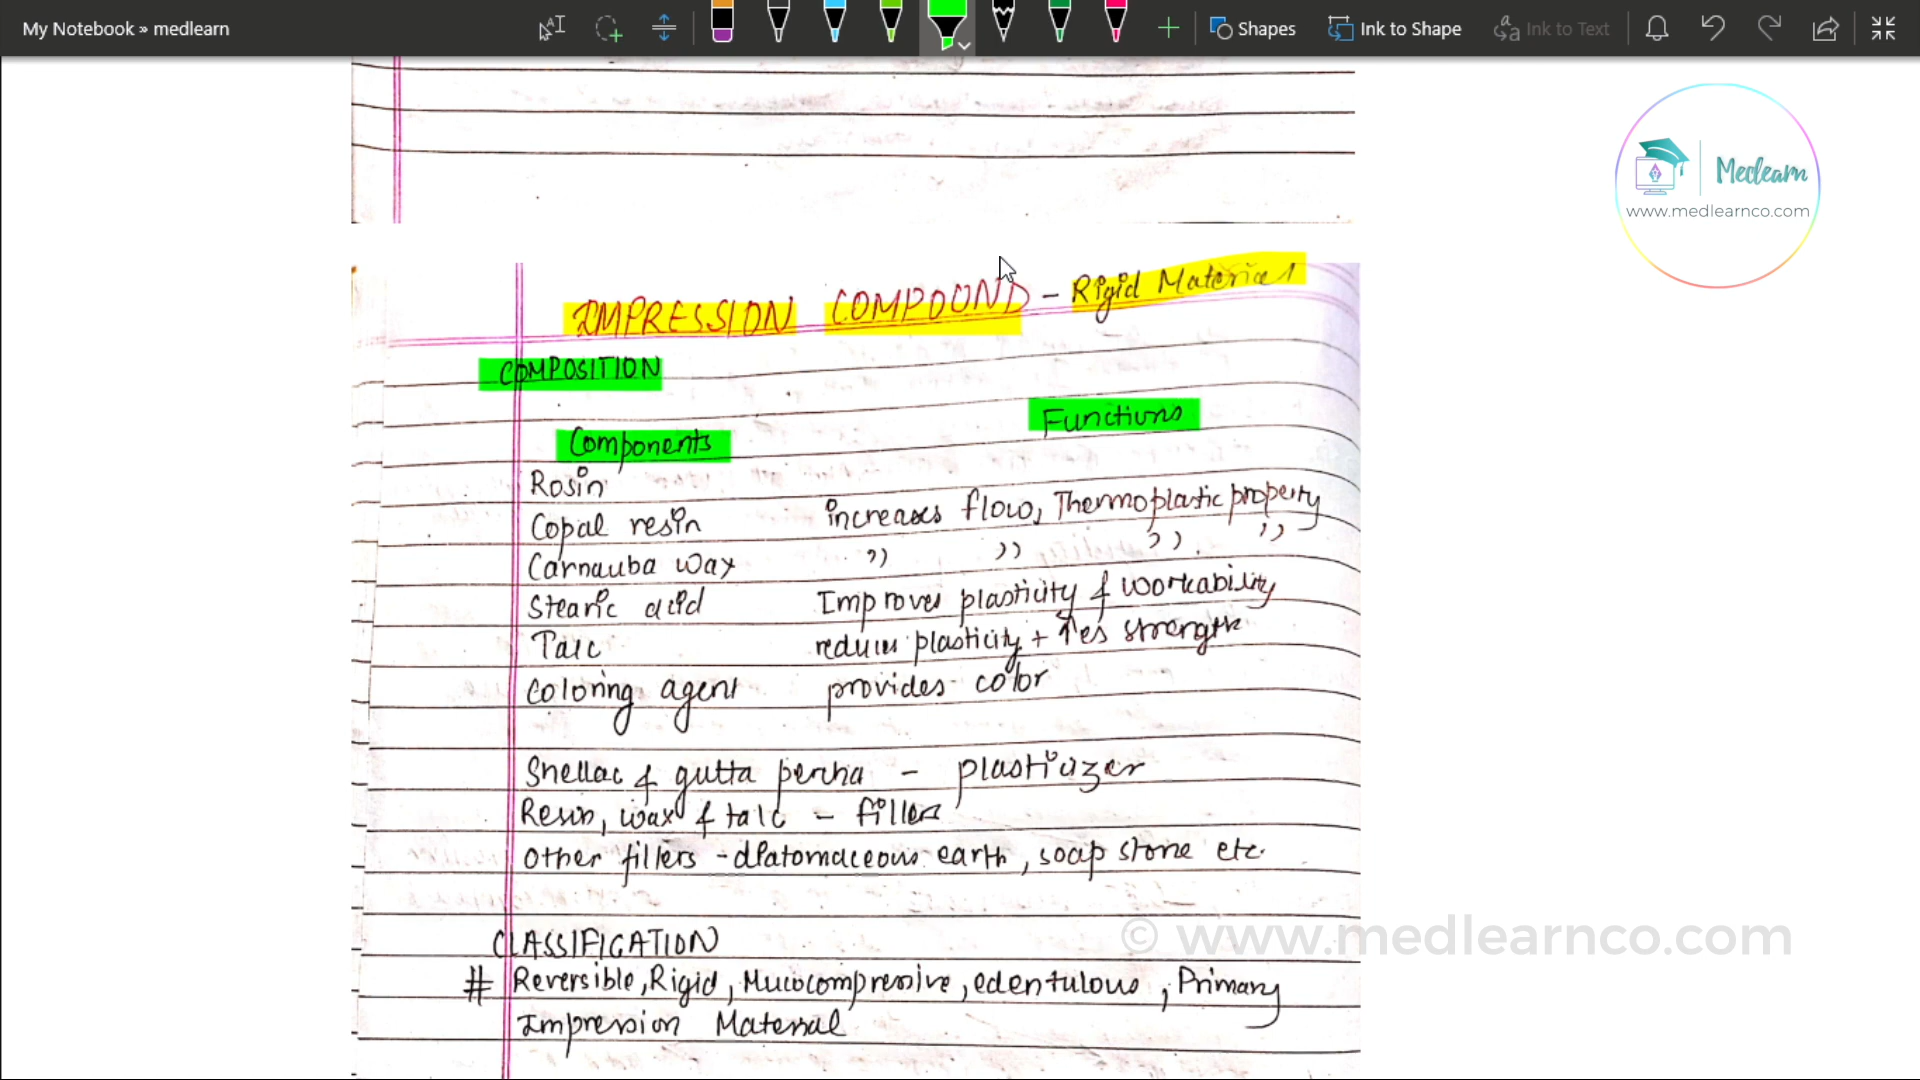 My Notebook » medlearn
Shapes
Ink to Shape
Ink to Text
Medlearn
www.medlearnco.com
IMPRESSION COMPOUND - Rigid Material
COMPOSITION
Components Functions
Rosin
Copal resin increases flow, Thermoplastic property
Carnauba wax " " " "
Stearic acid Improves plasticity & workability
Talc reduces plasticity + ↑es strength
Coloring agent provides color
Shellac & gutta percha - plasticizer
Resin, wax & talc - fillers
Other fillers - diatomaceous earth, soap stone etc.
© www.medlearnco.com
CLASSIFICATION
# Reversible, Rigid, Mucocompressive, edentulous, Primary
Impression Material